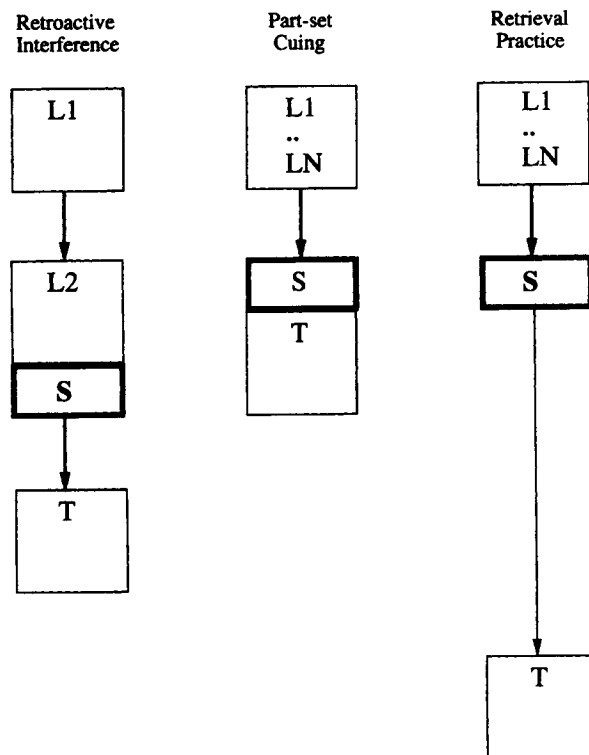 Retroactive
Interference
L1
L2
S
T
Part-set
Cuing
L1
..
LN
S
T
Retrieval
Practice
L1
..
LN
S
T